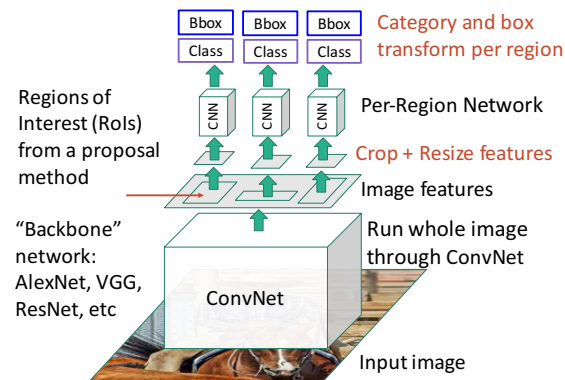 Bbox Bbox Bbox
Class Class Class
Category and box
transform per region
Regions of
Interest (RoIs)
from a proposal
method
CNN CNN CNN
Per-Region Network
Crop + Resize features
Image features
"Backbone"
network:
AlexNet, VGG,
ResNet, etc
Run whole image
through ConvNet
ConvNet
Input image